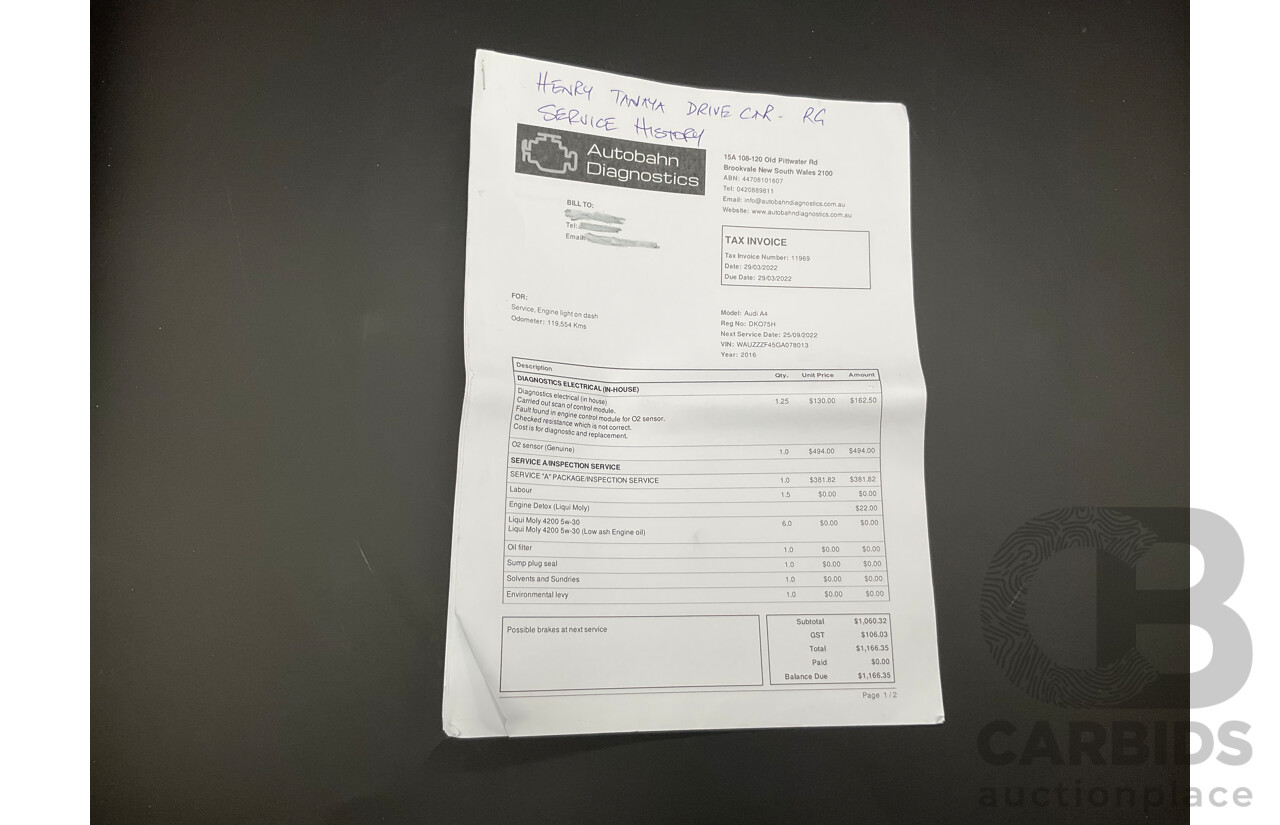 HENRY TANAYA DRIVE CAR - RG
SERVICE HISTORY
Autobahn
Diagnostics
15A 108-120 Old Pittwater Rd
Brookvale New South Wales 2100
ABN: 44708101607
Tel: 0420889811
Email: info@autobahndiagnostics.com.au
Website: www.autobahndiagnostics.com.au
BILL TO:
Tel:
Email:
TAX INVOICE
Tax Invoice Number: 11969
Date: 29/03/2022
Due Date: 29/03/2022
FOR:
Service, Engine light on dash
Odometer: 119,554 Kms
Model: Audi A4
Reg No: DKO75H
Next Service Date: 25/09/2022
VIN: WAUZZZF45GA078013
Year: 2016
Description Qty. Unit Price Amount
DIAGNOSTICS ELECTRICAL (IN-HOUSE)
Diagnostics electrical (in house) 1.25 $130.00 $162.50
Carried out scan of control module.
Fault found in engine control module for O2 sensor.
Checked resistance which is not correct.
Cost is for diagnostic and replacement.
O2 sensor (Genuine) 1.0 $494.00 $494.00
SERVICE A/INSPECTION SERVICE
SERVICE "A" PACKAGE/INSPECTION SERVICE 1.0 $381.82 $381.82
Labour 1.5 $0.00 $0.00
Engine Detox (Liqui Moly) $22.00
Liqui Moly 4200 5w-30 6.0 $0.00 $0.00
Liqui Moly 4200 5w-30 (Low ash Engine oil)
Oil filter 1.0 $0.00 $0.00
Sump plug seal 1.0 $0.00 $0.00
Solvents and Sundries 1.0 $0.00 $0.00
Environmental levy 1.0 $0.00 $0.00
Possible brakes at next service
Subtotal $1,060.32
GST $106.03
Total $1,166.35
Paid $0.00
Balance Due $1,166.35
Page 1 / 2
CB
CARBIDS
auctionplace